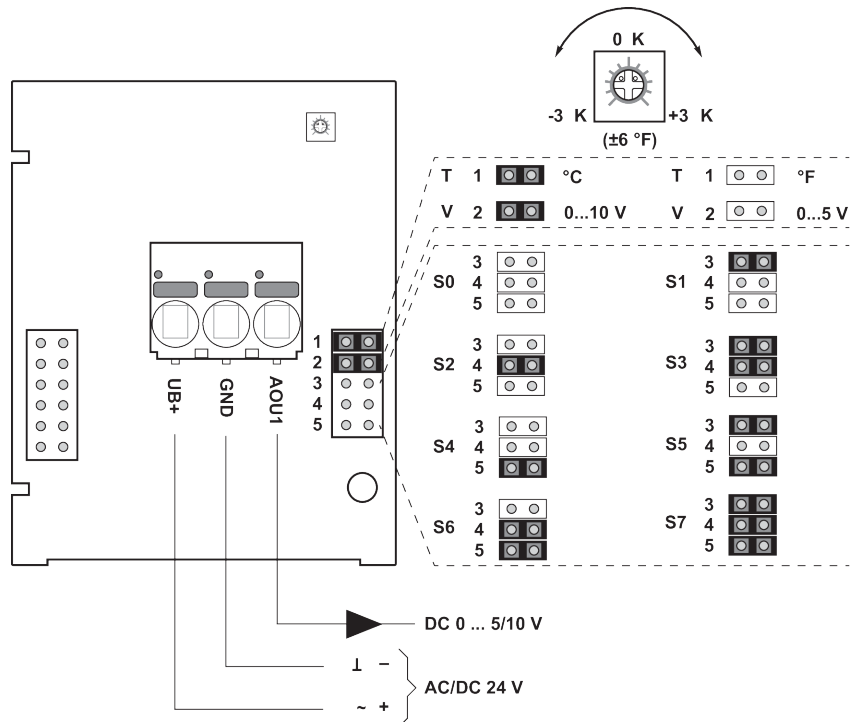 0 K
-3 K +3 K
(±6 °F)
T 1 °C
T 1 °F
V 2 0...10 V
V 2 0...5 V
S0 3 4 5
S1 3 4 5
S2 3 4 5
S3 3 4 5
S4 3 4 5
S5 3 4 5
S6 3 4 5
S7 3 4 5
1
2
3
4
5
UB+
GND
AOU1
DC 0 ... 5/10 V
⊥ –
~ +
AC/DC 24 V